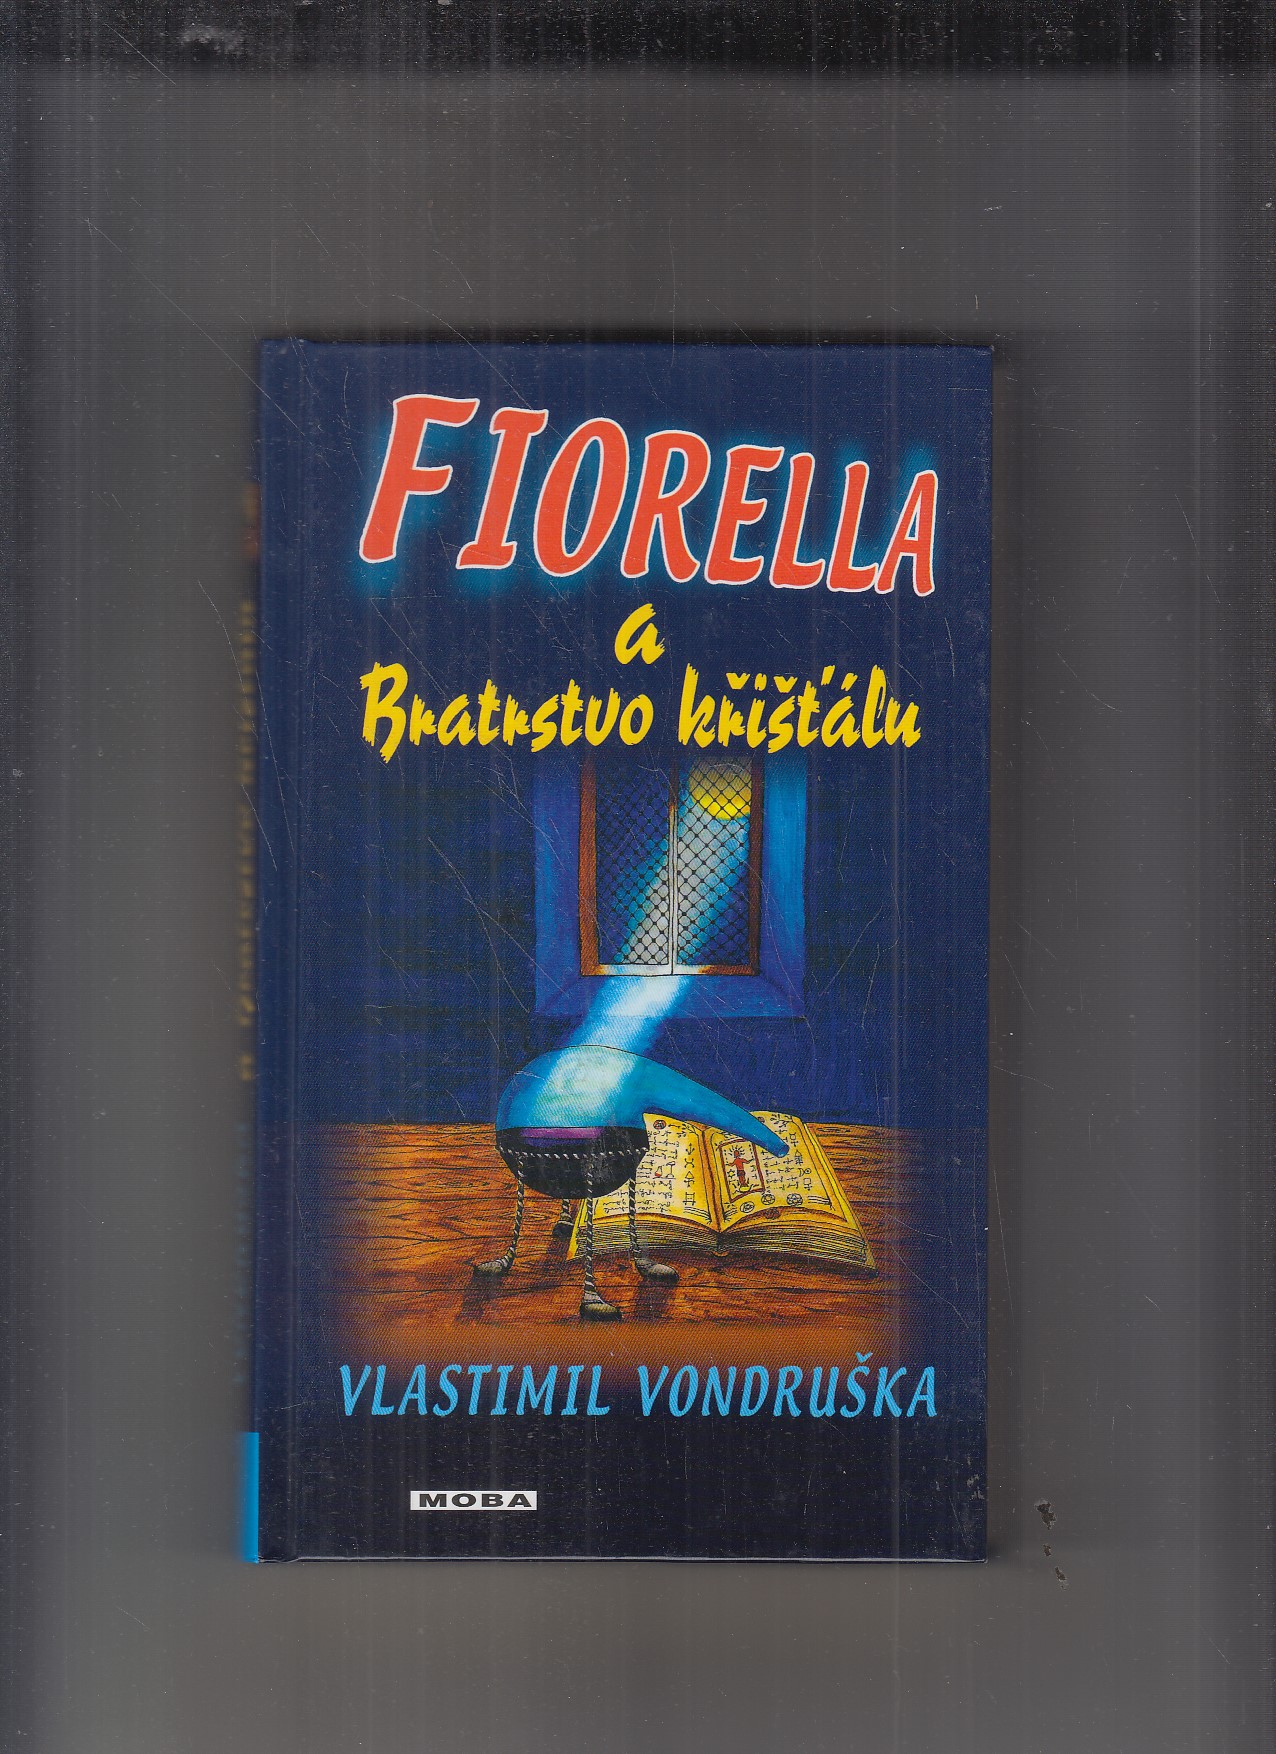 FIORELLA
a
Bratrstvo křišťálu
VLASTIMIL VONDRUŠKA
MOBA